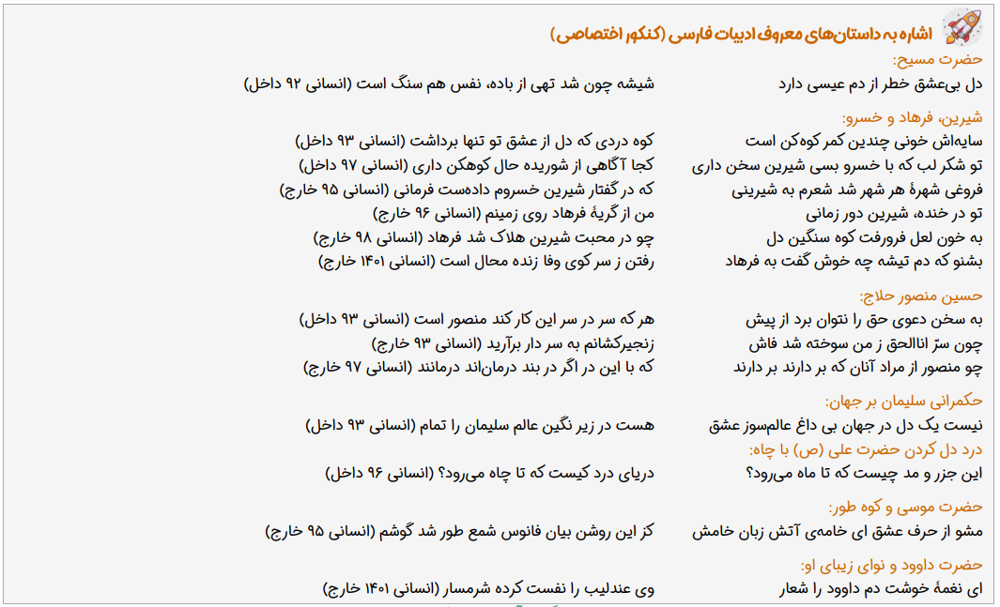 اشاره به داستان‌های معروف ادبیات فارسی (کنکور اختصاصی)
حضرت مسیح:
دل بی‌عشق خطر از دم عیسی دارد شیشه چون شد تهی از باده، نفس هم سنگ است (انسانی ۹۲ داخل)
شیرین، فرهاد و خسرو:
سایه‌اش خونی چندین کمر کوه‌کن است کوه دردی که دل از عشق تو تنها برداشت (انسانی ۹۳ داخل)
تو شکر لب که با خسرو بسی شیرین سخن داری کجا آگاهی از شوریده حال کوهکن داری (انسانی ۹۷ داخل)
فروغی شهرهٔ هر شهر شد شعرم به شیرینی که در گفتار شیرین خسروم داده‌ست فرمانی (انسانی ۹۵ خارج)
تو در خنده، شیرین دور زمانی من از گریهٔ فرهاد روی زمینم (انسانی ۹۶ خارج)
به خون لعل فرورفت کوه سنگین دل چو در محبت شیرین هلاک شد فرهاد (انسانی ۹۸ خارج)
بشنو که دم تیشه چه خوش گفت به فرهاد رفتن ز سر کوی وفا زنده محال است (انسانی ۱۴۰۱ خارج)
حسین منصور حلاج:
به سخن دعوی حق را نتوان برد از پیش هر که سر در سر این کار کند منصور است (انسانی ۹۳ داخل)
چون سرّ اناالحق ز من سوخته شد فاش زنجیرکشانم به سر دار برآرید (انسانی ۹۳ خارج)
چو منصور از مراد آنان که بر دارند بر دارند که با این در اگر در بند درمان‌اند درمانند (انسانی ۹۷ خارج)
حکمرانی سلیمان بر جهان:
نیست یک دل در جهان بی داغ عالم‌سوز عشق هست در زیر نگین عالم سلیمان را تمام (انسانی ۹۳ داخل)
درد دل کردن حضرت علی (ص) با چاه:
این جزر و مد چیست که تا ماه می‌رود؟ دریای درد کیست که تا چاه می‌رود؟ (انسانی ۹۶ داخل)
حضرت موسی و کوه طور:
مشو از حرف عشق ای خامه‌ی آتش زبان خامش کز این روشن بیان فانوس شمع طور شد گوشم (انسانی ۹۵ خارج)
حضرت داوود و نوای زیبای او:
ای نغمهٔ خوشت دم داوود را شعار وی عندلیب را نفست کرده شرمسار (انسانی ۱۴۰۱ خارج)